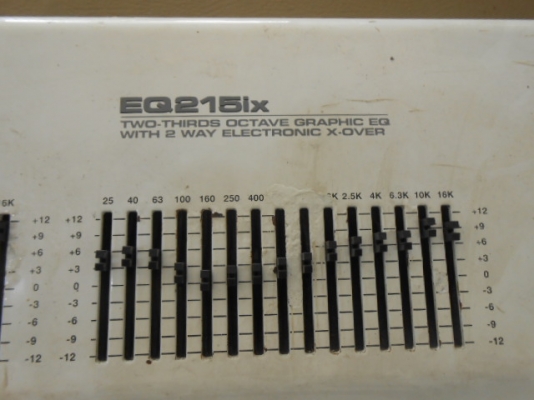 EQ215ix
TWO-THIRDS OCTAVE GRAPHIC EQ
WITH 2 WAY ELECTRONIC X-OVER
6K 25 40 63 100 160 250 400 2.5K 4K 6.3K 10K 16K
+12 +12 +12
+9 +9 +9
+6 +6 +6
+3 +3 +3
0 0 0
-3 -3 -3
-6 -6 -6
-9 -9 -9
-12 -12 -12